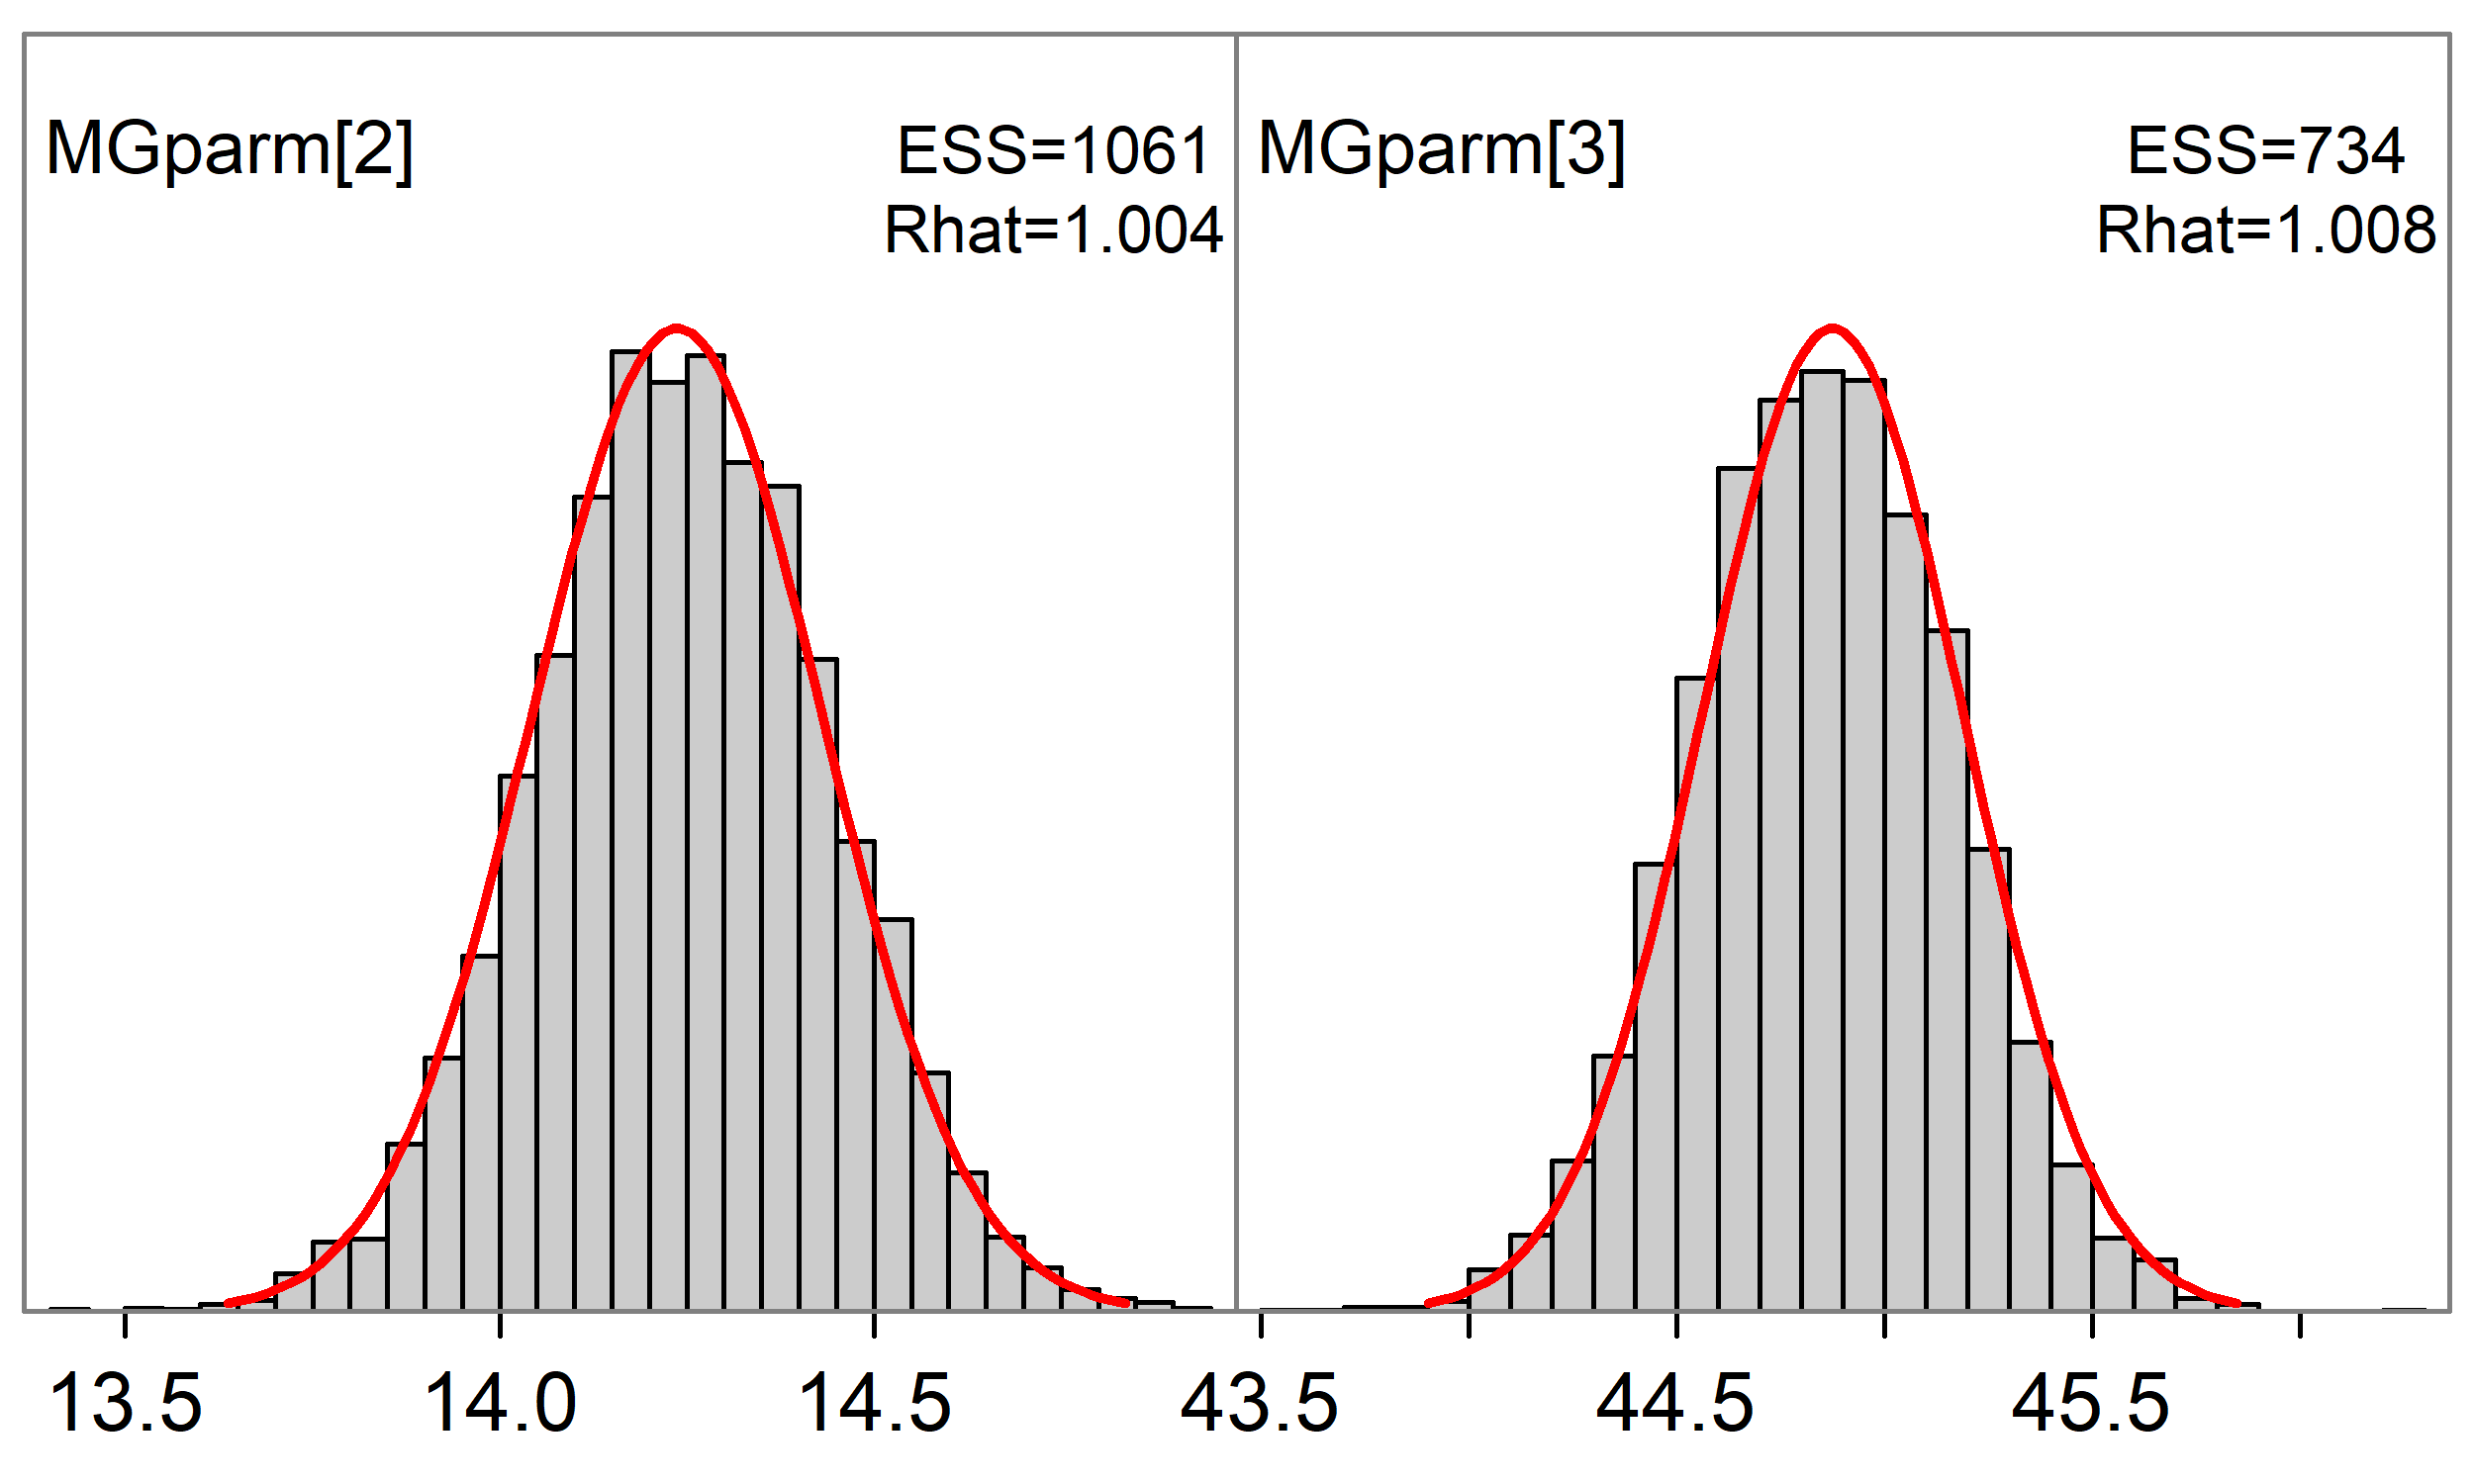 MGparm[2]
ESS=1061
Rhat=1.004
MGparm[3]
ESS=734
Rhat=1.008
13.5 14.0 14.5 43.5 44.5 45.5